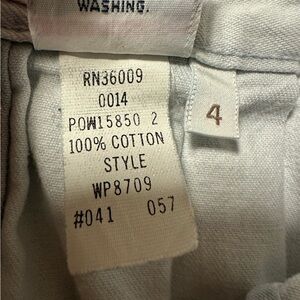 WASHING.
RN36009
0014
POW15850 2
100% COTTON
STYLE
WP8709
#041 057
4